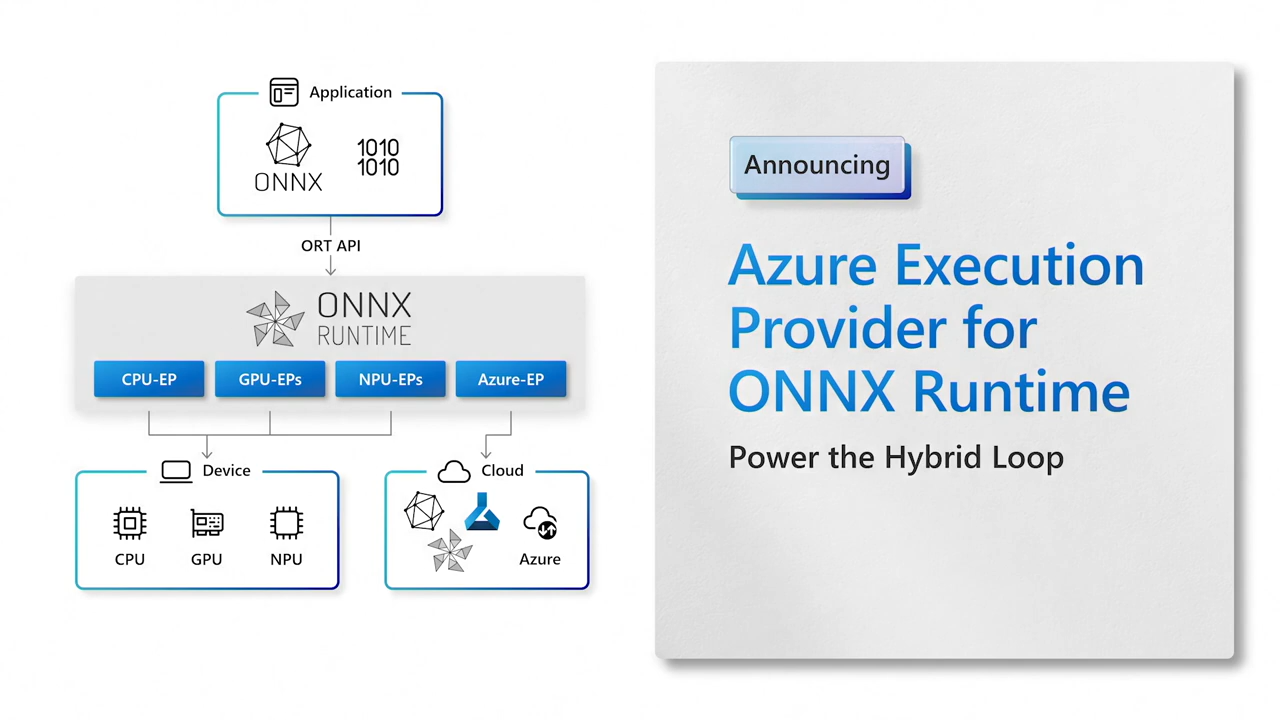 Application
ONNX
1010
1010
ORT API
ONNX
RUNTIME
CPU-EP
GPU-EPs
NPU-EPs
Azure-EP
Device
CPU
GPU
NPU
Cloud
Azure
Announcing
Azure Execution
Provider for
ONNX Runtime
Power the Hybrid Loop